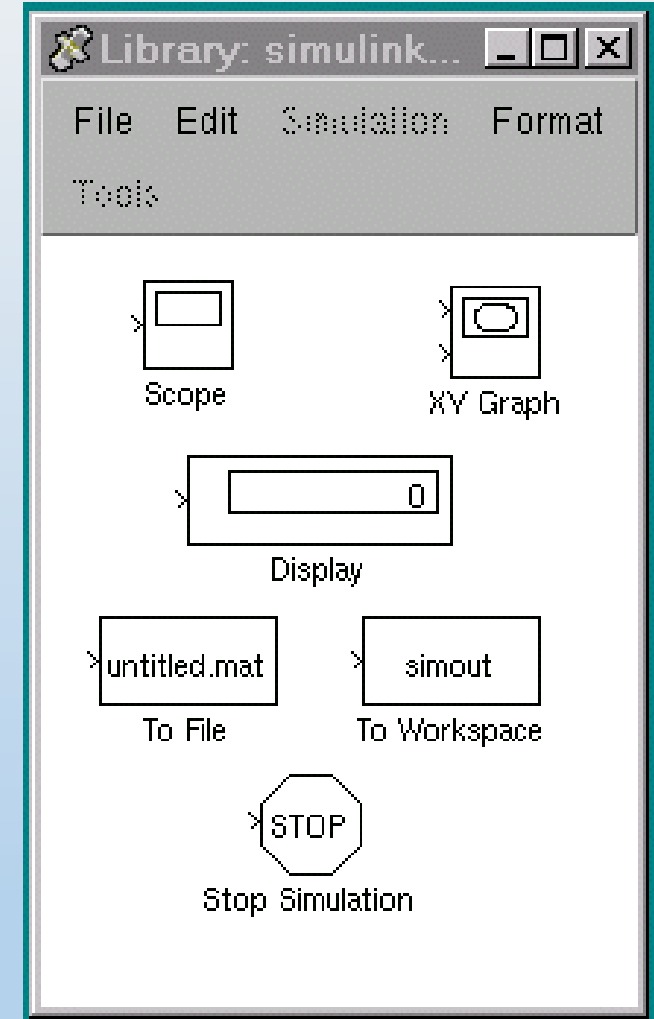 Library: simulink...
File Edit Simulation Format
Tools
Scope
XY Graph
0
Display
untitled.mat
simout
To File
To Workspace
STOP
Stop Simulation